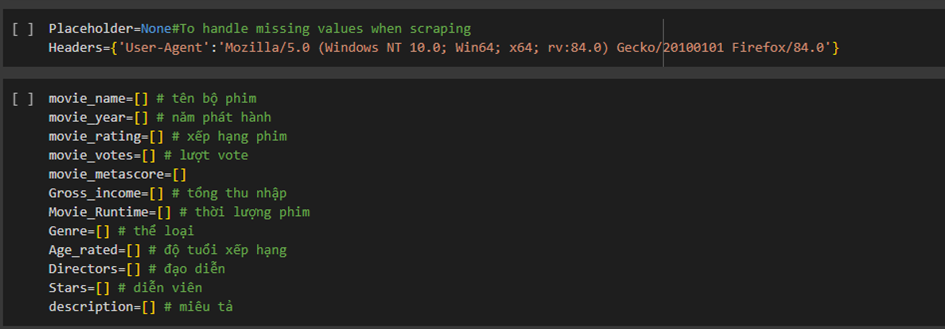 [ ] Placeholder=None#To handle missing values when scraping
Headers={'User-Agent':'Mozilla/5.0 (Windows NT 10.0; Win64; x64; rv:84.0) Gecko/20100101 Firefox/84.0'}
[ ] movie_name=[] # tên bộ phim
movie_year=[] # năm phát hành
movie_rating=[] # xếp hạng phim
movie_votes=[] # lượt vote
movie_metascore=[]
Gross_income=[] # tổng thu nhập
Movie_Runtime=[] # thời lượng phim
Genre=[] # thể loại
Age_rated=[] # độ tuổi xếp hạng
Directors=[] # đạo diễn
Stars=[] # diễn viên
description=[] # miêu tả